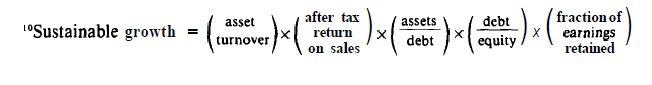 ¹⁰Sustainable growth = (asset turnover) × (after tax return on sales) × (assets / debt) × (debt / equity) × (fraction of earnings retained)